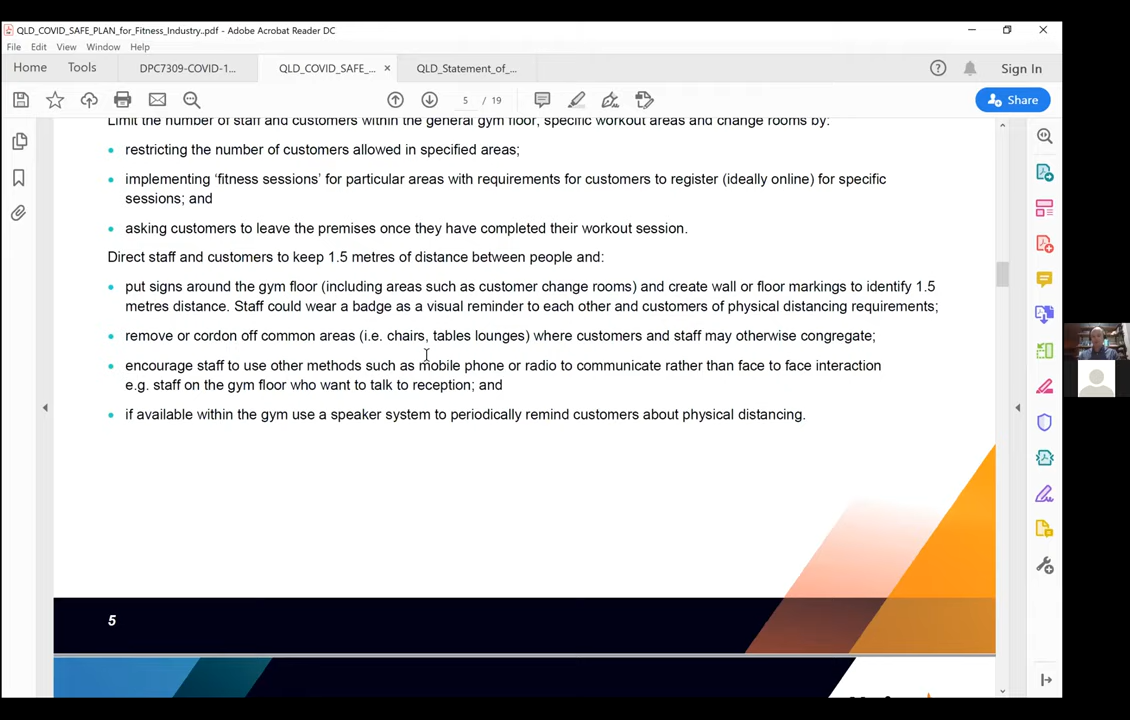 QLD_COVID_SAFE_PLAN_for_Fitness_Industry..pdf - Adobe Acrobat Reader DC
File Edit View Window Help
Home Tools DPC7309-COVID-1... QLD_COVID_SAFE_... × QLD_Statement_of_... Sign In
5 / 19 Share
Limit the number of staff and customers within the general gym floor, specific workout areas and change rooms by:
• restricting the number of customers allowed in specified areas;
• implementing ‘fitness sessions’ for particular areas with requirements for customers to register (ideally online) for specific
sessions; and
• asking customers to leave the premises once they have completed their workout session.
Direct staff and customers to keep 1.5 metres of distance between people and:
• put signs around the gym floor (including areas such as customer change rooms) and create wall or floor markings to identify 1.5
metres distance. Staff could wear a badge as a visual reminder to each other and customers of physical distancing requirements;
• remove or cordon off common areas (i.e. chairs, tables lounges) where customers and staff may otherwise congregate;
• encourage staff to use other methods such as mobile phone or radio to communicate rather than face to face interaction
e.g. staff on the gym floor who want to talk to reception; and
• if available within the gym use a speaker system to periodically remind customers about physical distancing.
5